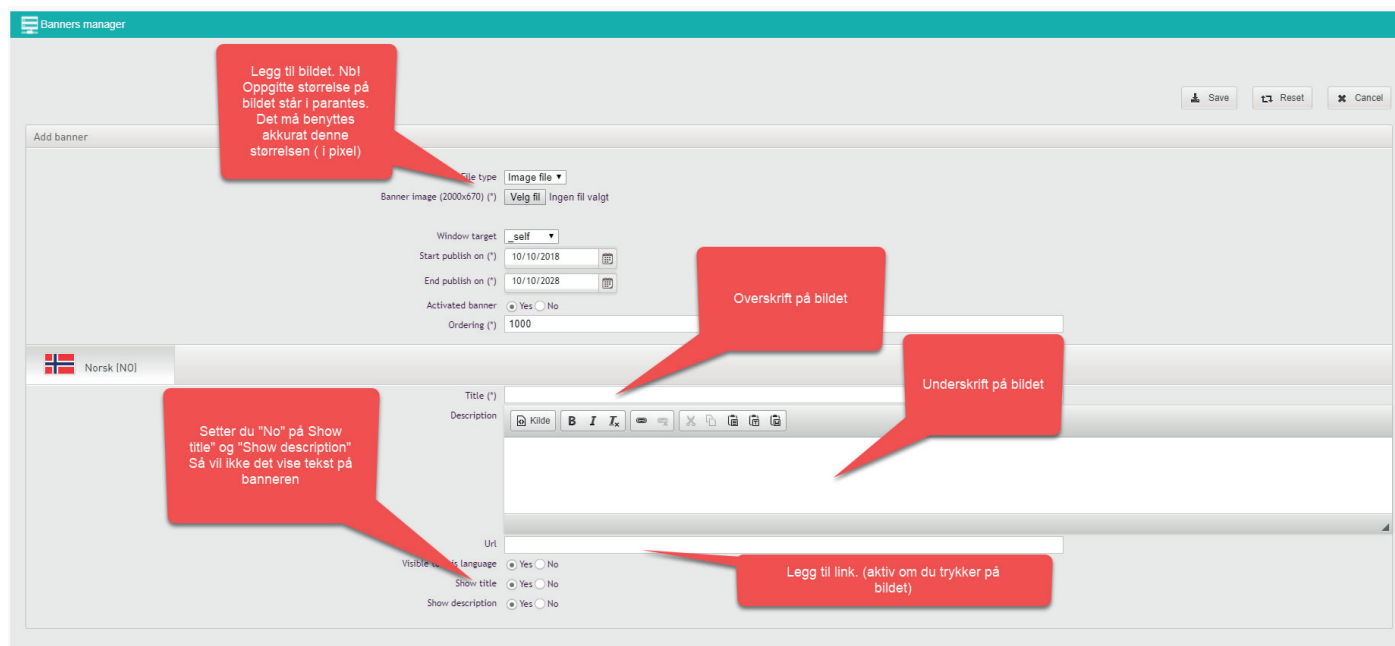 Banners manager
Legg til bildet. Nb!
Oppgitte størrelse på
bildet står i parantes.
Det må benyttes
akkurat denne
størrelsen ( i pixel)
Save
Reset
Cancel
Add banner
File type
Image file
Banner image (2000x670) (*)
Velg fil Ingen fil valgt
Window target
_self
Start publish on (*)
10/10/2018
End publish on (*)
10/10/2028
Activated banner
Yes No
Ordering (*)
1000
Overskrift på bildet
Norsk [NO]
Underskrift på bildet
Title (*)
Description
Kilde B I Tx
Setter du "No" på Show
title" og "Show description"
Så vil ikke det vise tekst på
banneren
Url
Visible language
Yes No
Legg til link. (aktiv om du trykker på
bildet)
Show title
Yes No
Show description
Yes No